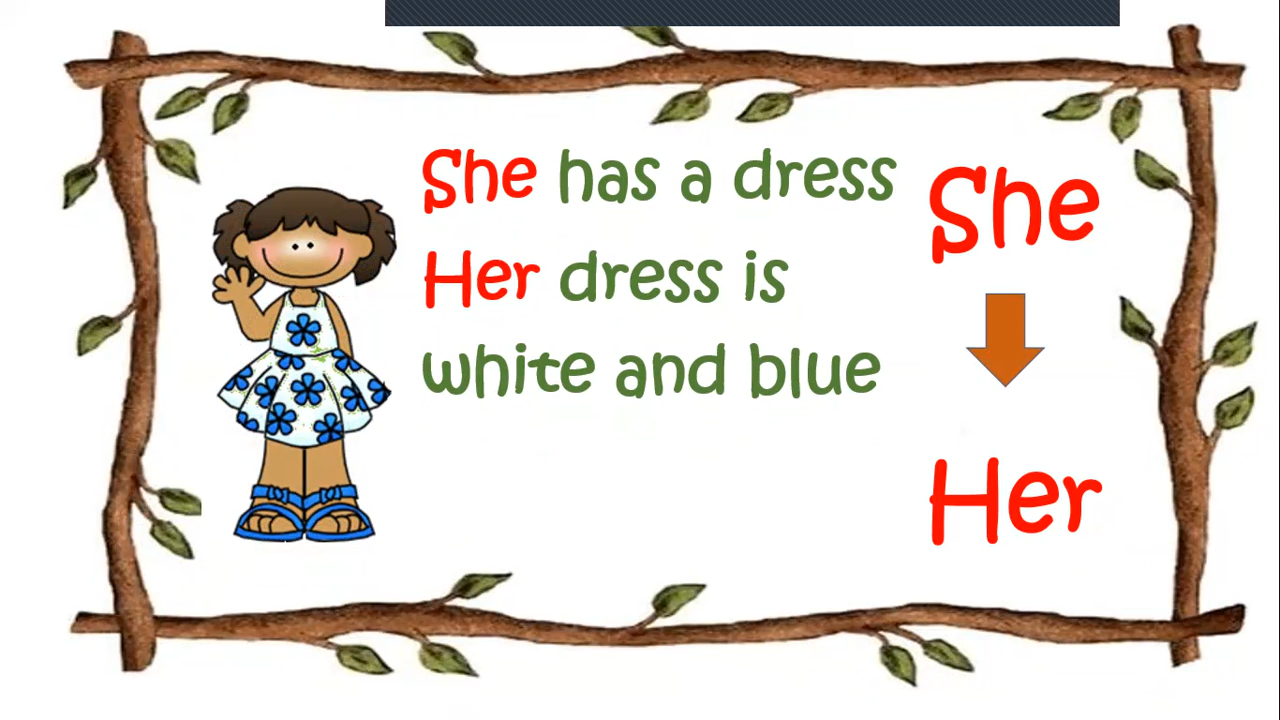 She has a dress
Her dress is
white and blue
She
Her